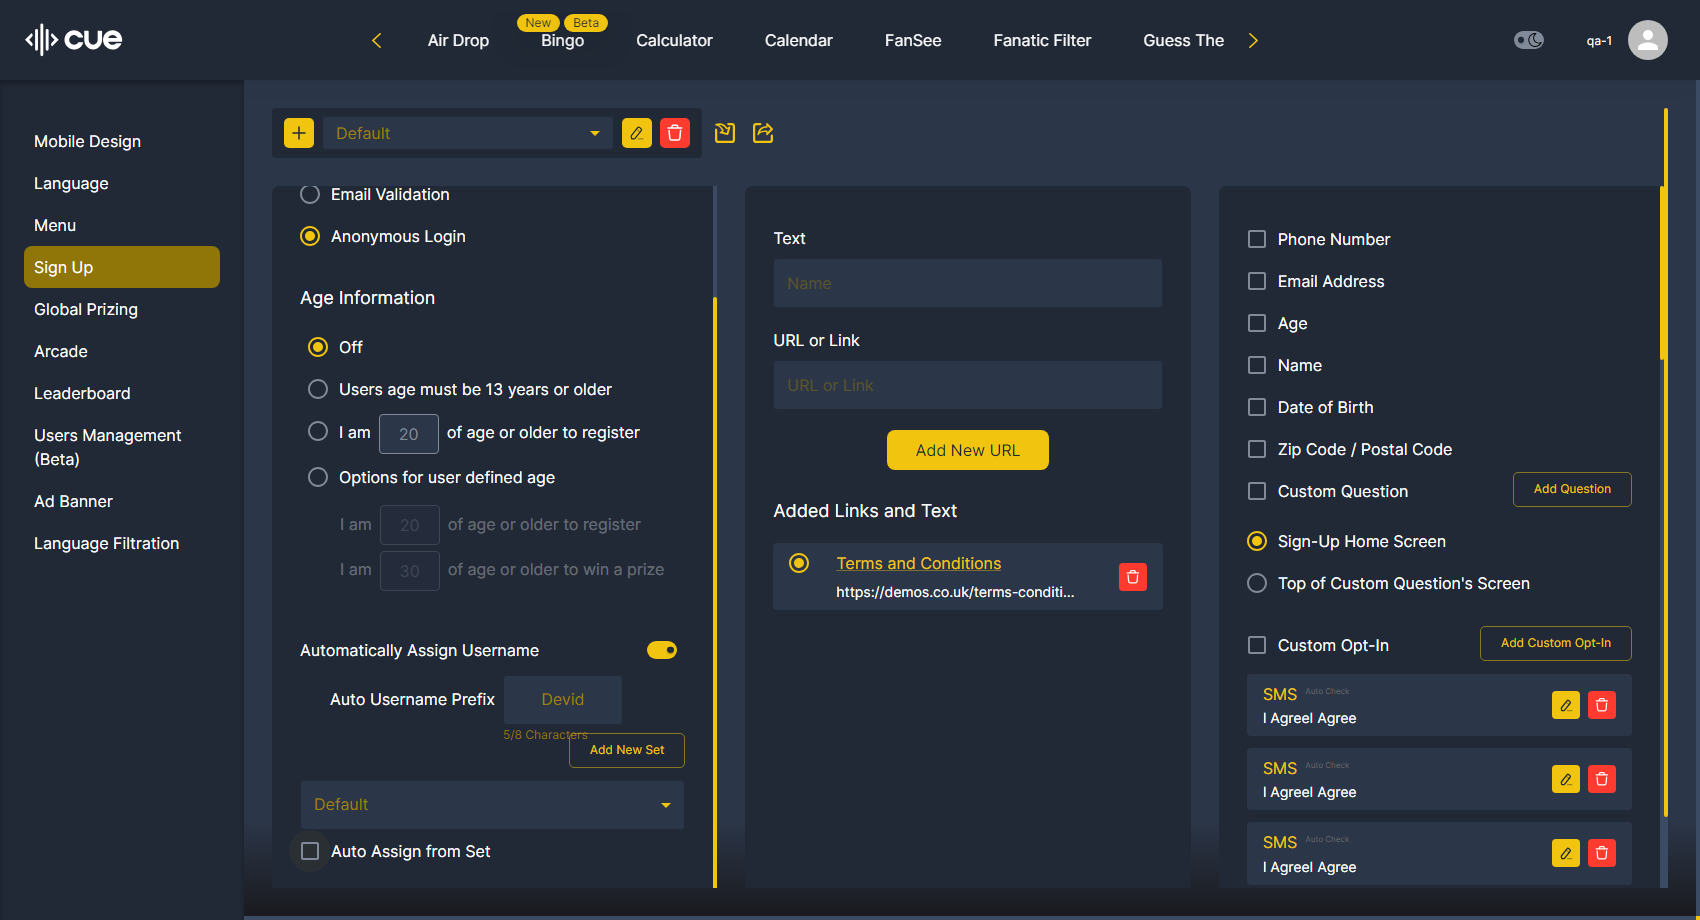 cue
Air Drop
New
Beta
Bingo
Calculator
Calendar
FanSee
Fanatic Filter
Guess The
qa-1
Mobile Design
Language
Menu
Sign Up
Global Prizing
Arcade
Leaderboard
Users Management
(Beta)
Ad Banner
Language Filtration
Default
Email Validation
Anonymous Login
Age Information
Off
Users age must be 13 years or older
I am 20 of age or older to register
Options for user defined age
I am 20 of age or older to register
I am 30 of age or older to win a prize
Automatically Assign Username
Auto Username Prefix Devid
5/8 Characters
Add New Set
Default
Auto Assign from Set
Text
Name
URL or Link
URL or Link
Add New URL
Added Links and Text
Terms and Conditions
https://demos.co.uk/terms-conditi...
Phone Number
Email Address
Age
Name
Date of Birth
Zip Code / Postal Code
Custom Question Add Question
Sign-Up Home Screen
Top of Custom Question's Screen
Custom Opt-In Add Custom Opt-In
SMS Auto Check
I AgreeI Agree
SMS Auto Check
I AgreeI Agree
SMS Auto Check
I AgreeI Agree